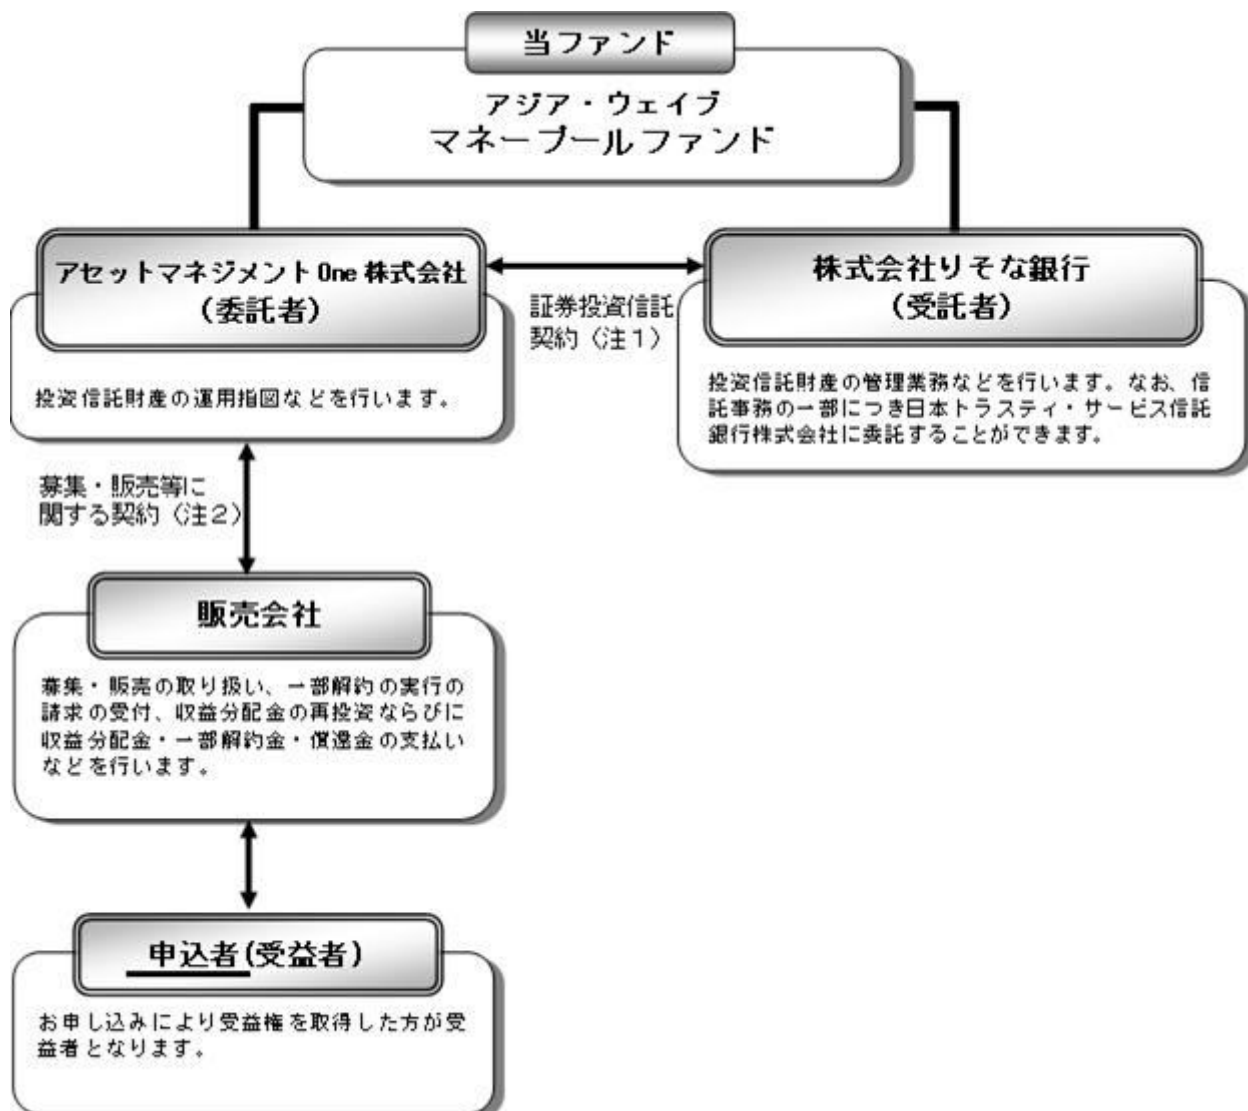 当ファンド
アジア・ウェイブ
マネープールファンド
アセットマネジメントOne株式会社
(委託者)
投資信託財産の運用指図などを行います。
証券投資信託
契約(注1)
株式会社りそな銀行
(受託者)
投資信託財産の管理業務などを行います。なお、信
託事務の一部につき日本トラスティ・サービス信託
銀行株式会社に委託することができます。
募集・販売等に
関する契約(注2)
販売会社
募集・販売の取り扱い、一部解約の実行の
請求の受付、収益分配金の再投資ならびに
収益分配金・一部解約金・償還金の支払い
などを行います。
申込者(受益者)
お申し込みにより受益権を取得した方が受
益者となります。